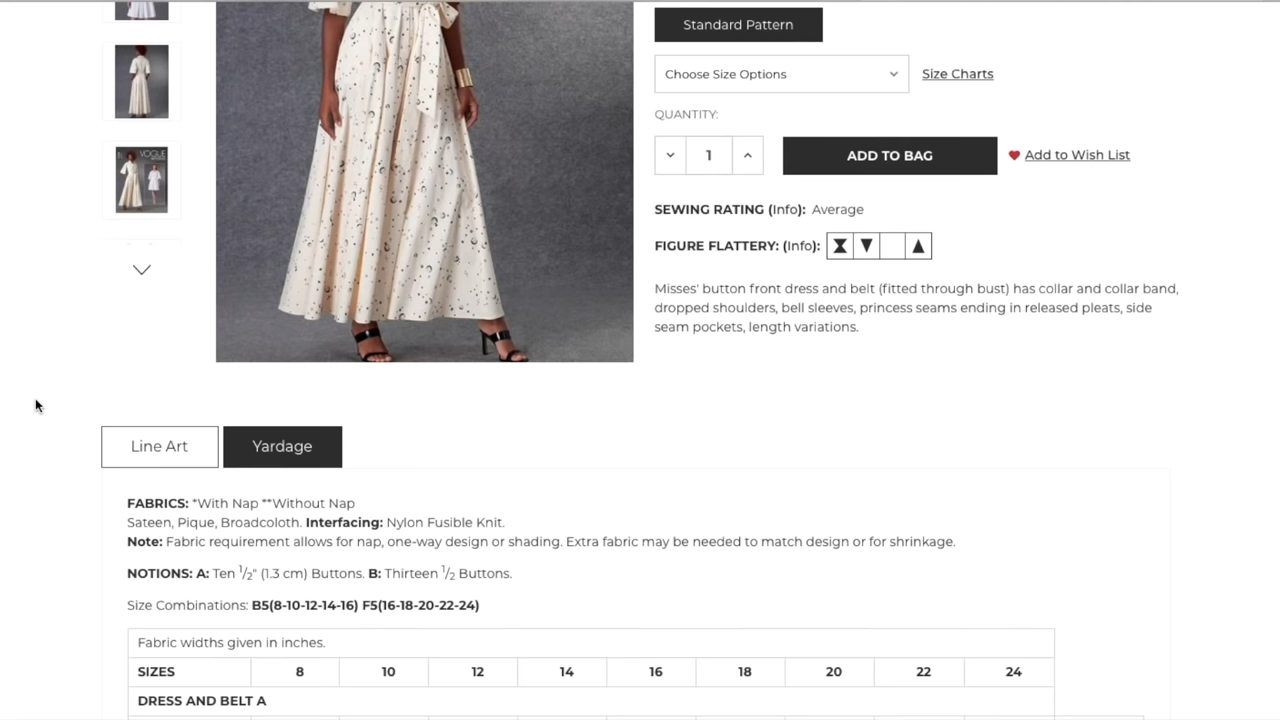 Standard Pattern
Choose Size Options
Size Charts
QUANTITY:
1
ADD TO BAG
Add to Wish List
VOGUE
SEWING RATING (Info): Average
FIGURE FLATTERY: (Info):
Misses' button front dress and belt (fitted through bust) has collar and collar band,
dropped shoulders, bell sleeves, princess seams ending in released pleats, side
seam pockets, length variations.
Line Art
Yardage
FABRICS: *With Nap **Without Nap
Sateen, Pique, Broadcoloth. Interfacing: Nylon Fusible Knit.
Note: Fabric requirement allows for nap, one-way design or shading. Extra fabric may be needed to match design or for shrinkage.
NOTIONS: A: Ten 1/2" (1.3 cm) Buttons. B: Thirteen 1/2 Buttons.
Size Combinations: B5(8-10-12-14-16) F5(16-18-20-22-24)
Fabric widths given in inches.
SIZES 8 10 12 14 16 18 20 22 24
DRESS AND BELT A